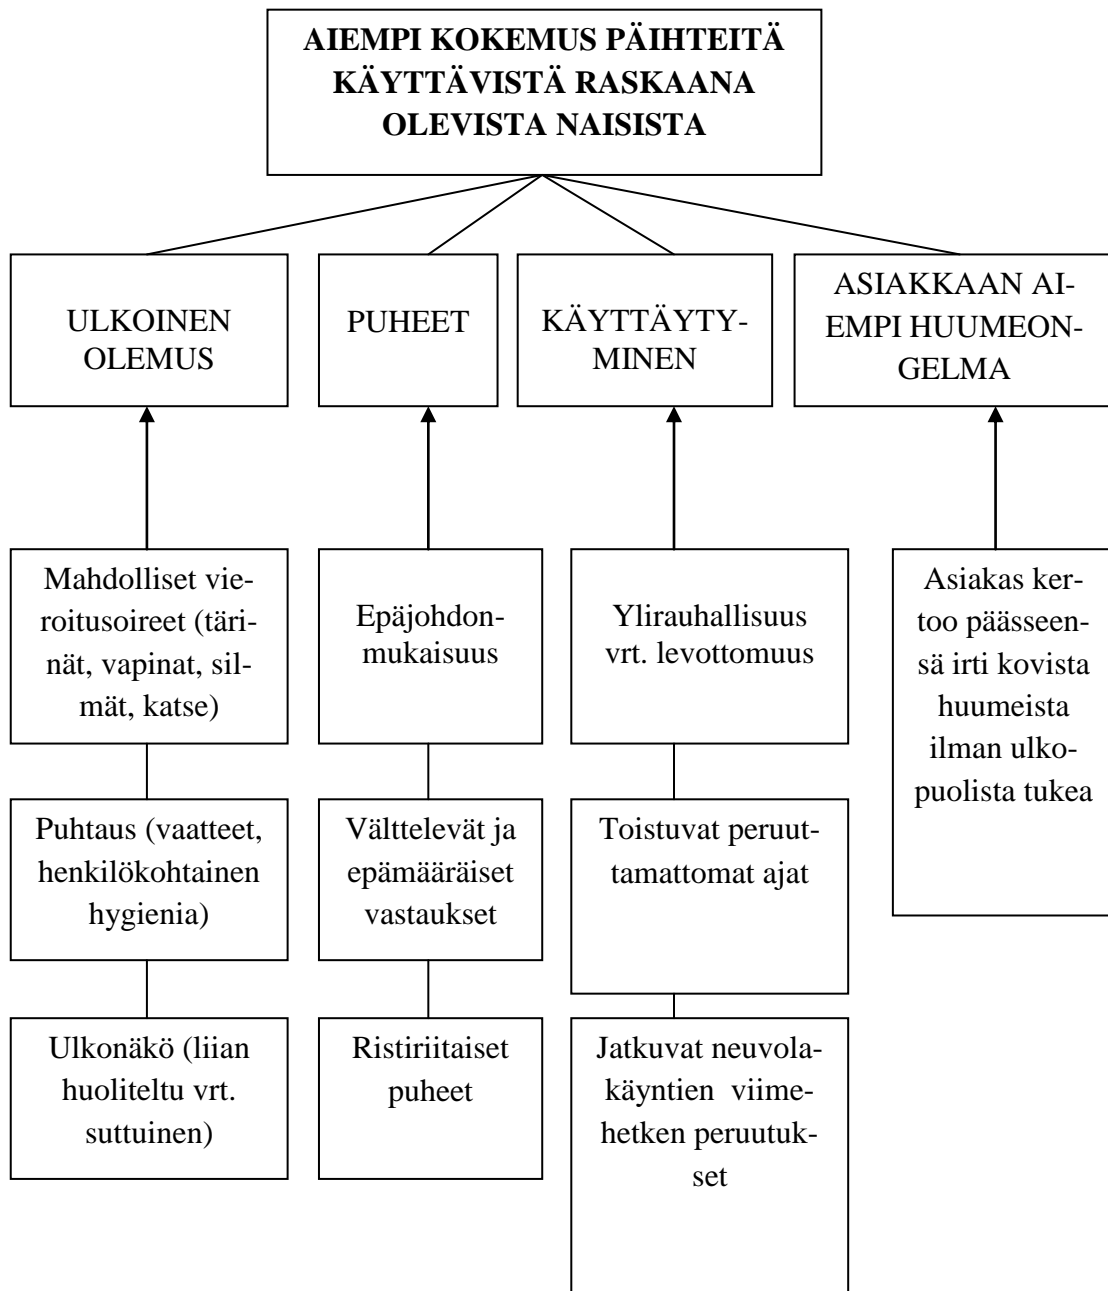 AIEMPI KOKEMUS PÄIHTEITÄ
KÄYTTÄVISTÄ RASKAANA
OLEVISTA NAISISTA
ULKOINEN
OLEMUS
PUHEET
KÄYTTÄYTY-
MINEN
ASIAKKAAN AI-
EMPI HUUMEON-
GELMA
Mahdolliset vie-
roitusoireet (täri-
nät, vapinat, sil-
mät, katse)
Epäjohdon-
mukaisuus
Ylirauhallisuus
vrt. levottomuus
Asiakas ker-
too päässeen-
sä irti kovista
huumeista
ilman ulko-
puolista tukea
Puhtaus (vaatteet,
henkilökohtainen
hygienia)
Välttelevät ja
epämääräiset
vastaukset
Toistuvat peruut-
tamattomat ajat
Ulkonäkö (liian
huoliteltu vrt.
suttuinen)
Ristiriitaiset
puheet
Jatkuvat neuvola-
käyntien viime-
hetken peruutuk-
set